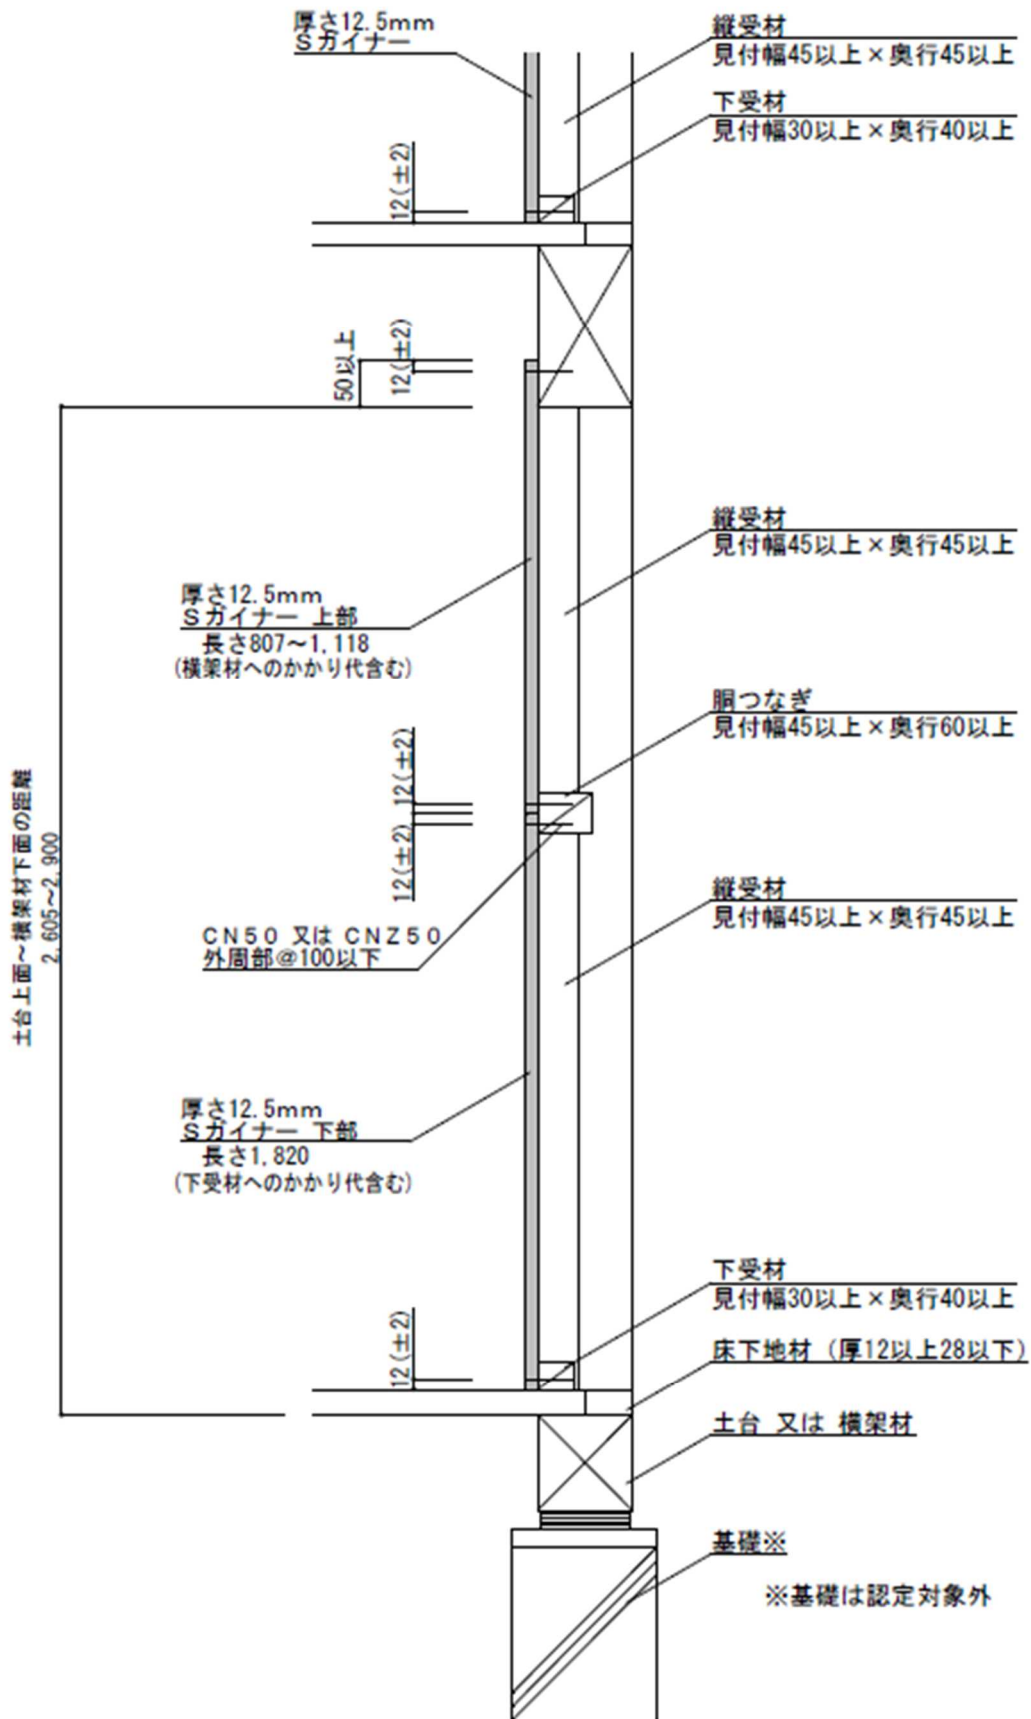 厚さ12.5mm
Sガイナー
縦受材
見付幅45以上×奥行45以上
下受材
見付幅30以上×奥行40以上
12(±2)
50以上
12(±2)
縦受材
見付幅45以上×奥行45以上
厚さ12.5mm
Sガイナー 上部
長さ807～1,118
(横架材へのかかり代含む)
胴つなぎ
見付幅45以上×奥行60以上
12(±2)
12(±2)
土台上面～横架材下面の距離
2,605～2,900
縦受材
見付幅45以上×奥行45以上
CN50 又は CNZ50
外周部@100以下
厚さ12.5mm
Sガイナー 下部
長さ1,820
(下受材へのかかり代含む)
下受材
見付幅30以上×奥行40以上
12(±2)
床下地材（厚12以上28以下）
土台 又は 横架材
基礎※
※基礎は認定対象外